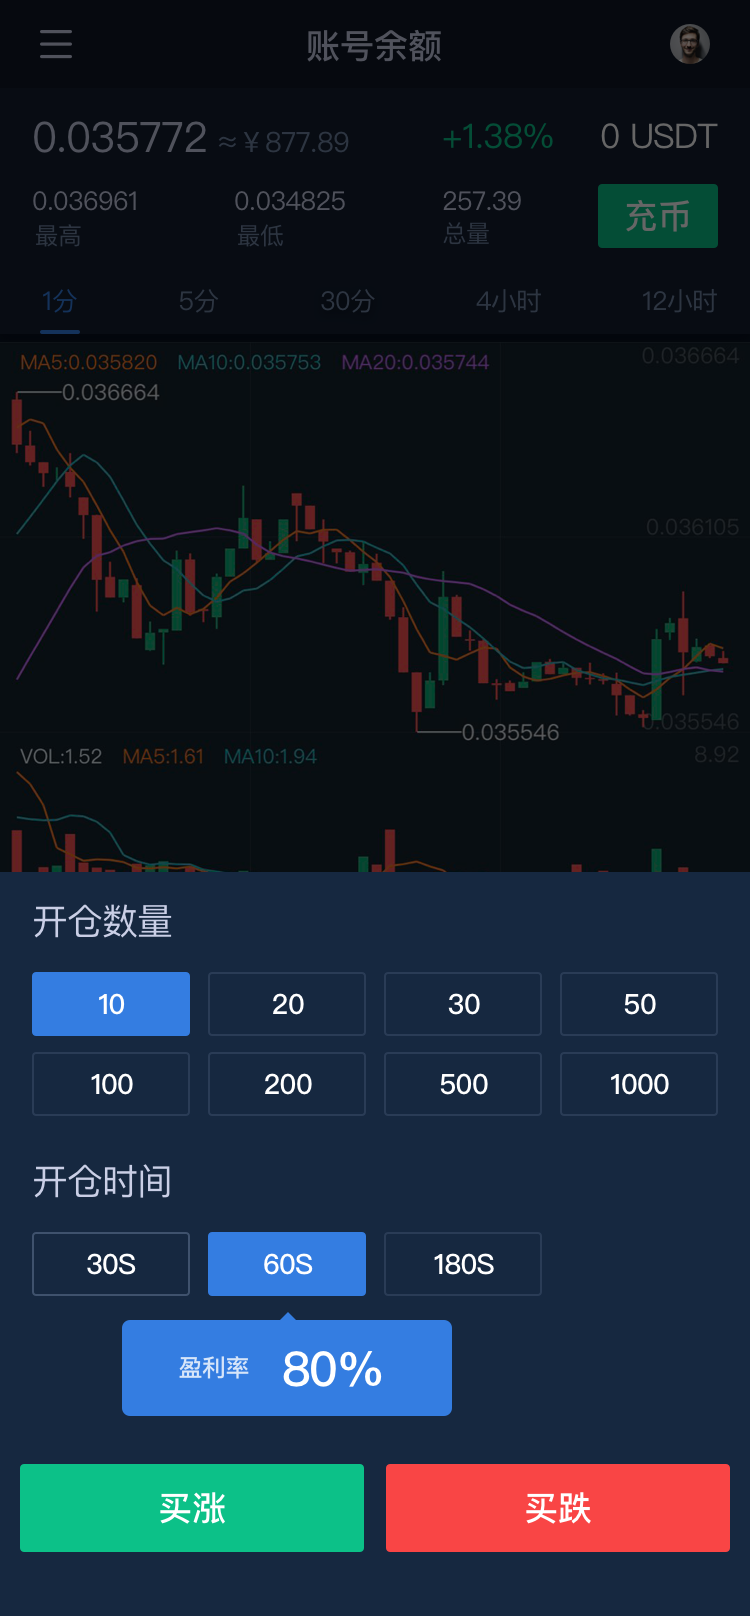 账号余额
0.035772 ≈¥877.89 +1.38% 0 USDT
0.036961 0.034825 257.39 充币
最高 最低 总量
1分 5分 30分 4小时 12小时
MA5:0.035820 MA10:0.035753 MA20:0.035744 0.036664
0.036664
0.036105
0.035546
0.035546
VOL:1.52 MA5:1.61 MA10:1.94 8.92
开仓数量
10 20 30 50
100 200 500 1000
开仓时间
30S 60S 180S
盈利率 80%
买涨 买跌